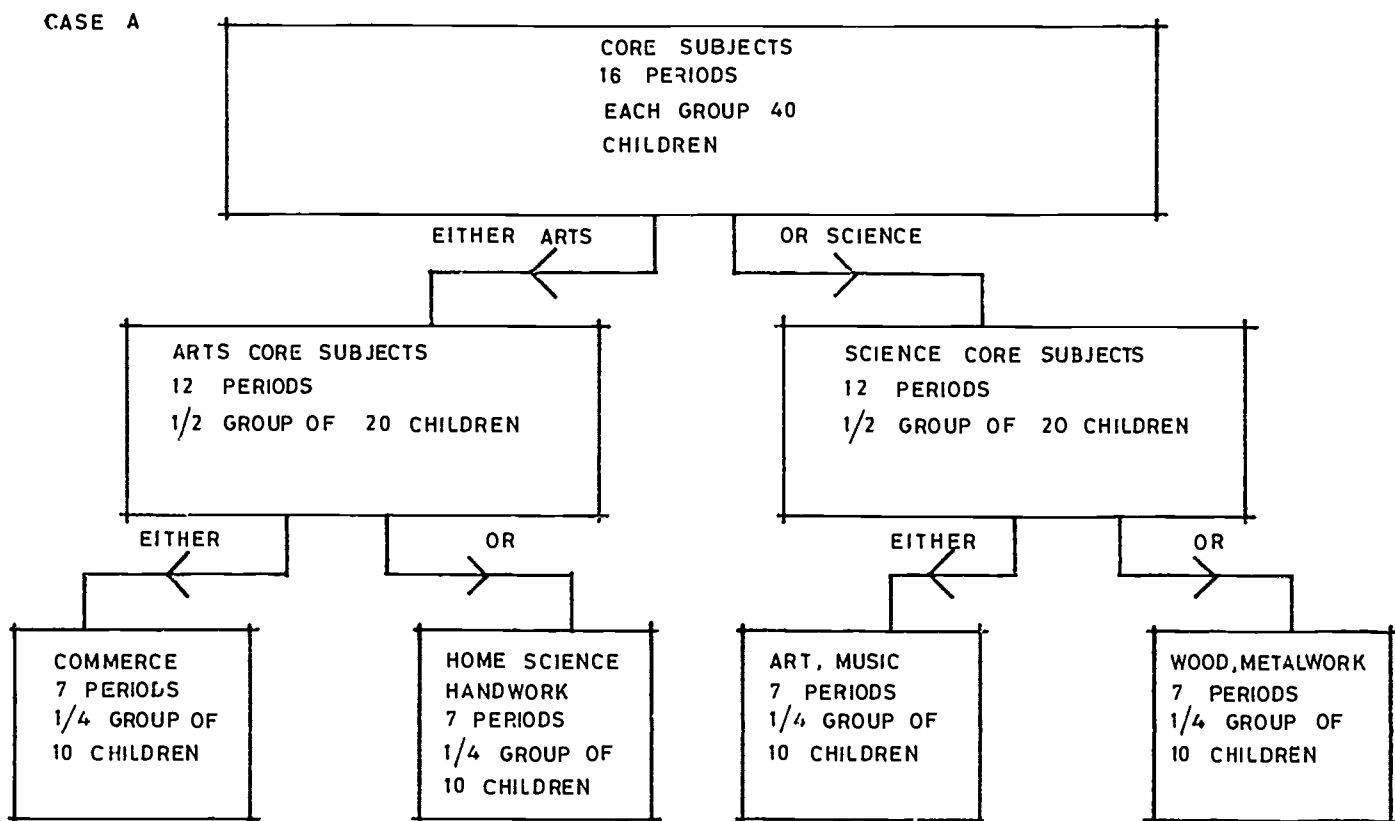 CASE A
CORE SUBJECTS
16 PERIODS
EACH GROUP 40
CHILDREN
EITHER ARTS
OR SCIENCE
ARTS CORE SUBJECTS
12 PERIODS
1/2 GROUP OF 20 CHILDREN
SCIENCE CORE SUBJECTS
12 PERIODS
1/2 GROUP OF 20 CHILDREN
EITHER
OR
EITHER
OR
COMMERCE
7 PERIODS
1/4 GROUP OF
10 CHILDREN
HOME SCIENCE
HANDWORK
7 PERIODS
1/4 GROUP OF
10 CHILDREN
ART, MUSIC
7 PERIODS
1/4 GROUP OF
10 CHILDREN
WOOD, METALWORK
7 PERIODS
1/4 GROUP OF
10 CHILDREN